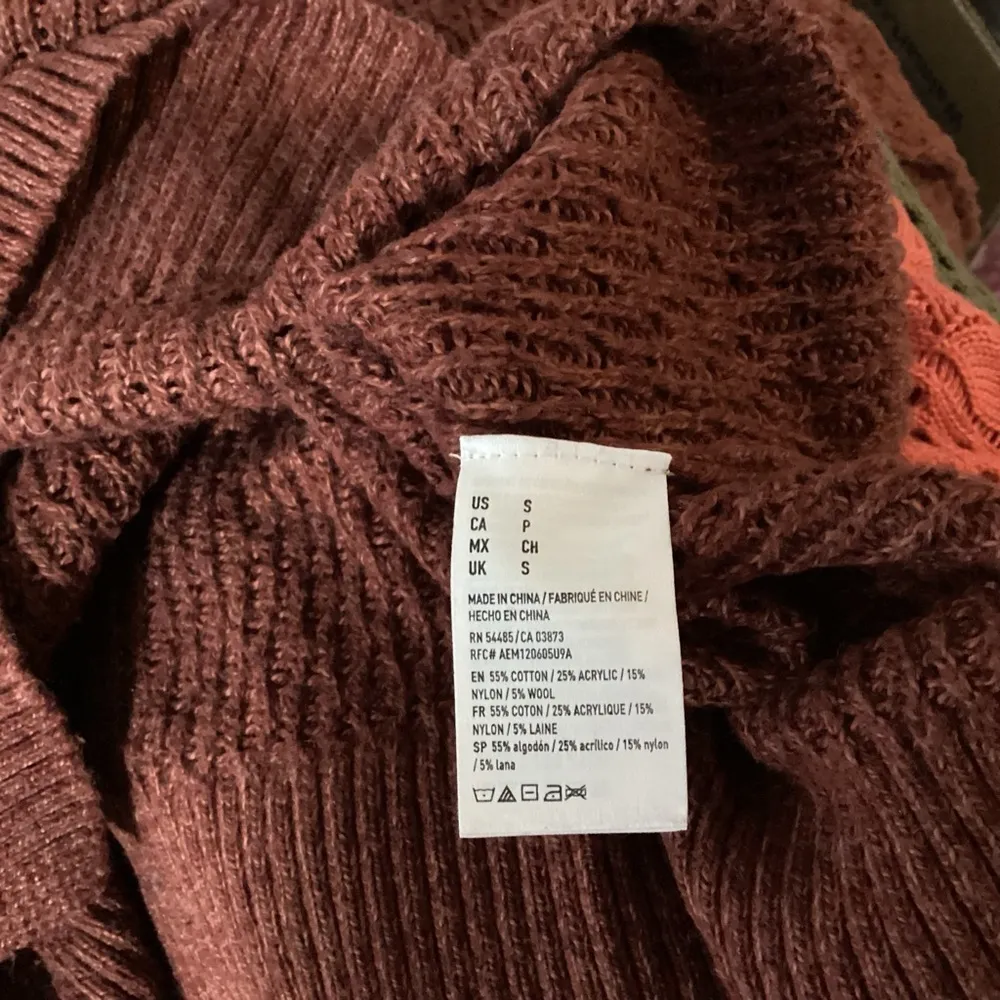 US S
CA P
MX CH
UK S
MADE IN CHINA / FABRIQUÉ EN CHINE /
HECHO EN CHINA
RN 54485 / CA 03873
RFC# AEM120605U9A
EN 55% COTTON / 25% ACRYLIC / 15%
NYLON / 5% WOOL
FR 55% COTON / 25% ACRYLIQUE / 15%
NYLON / 5% LAINE
SP 55% algodón / 25% acrílico / 15% nylon
/ 5% lana